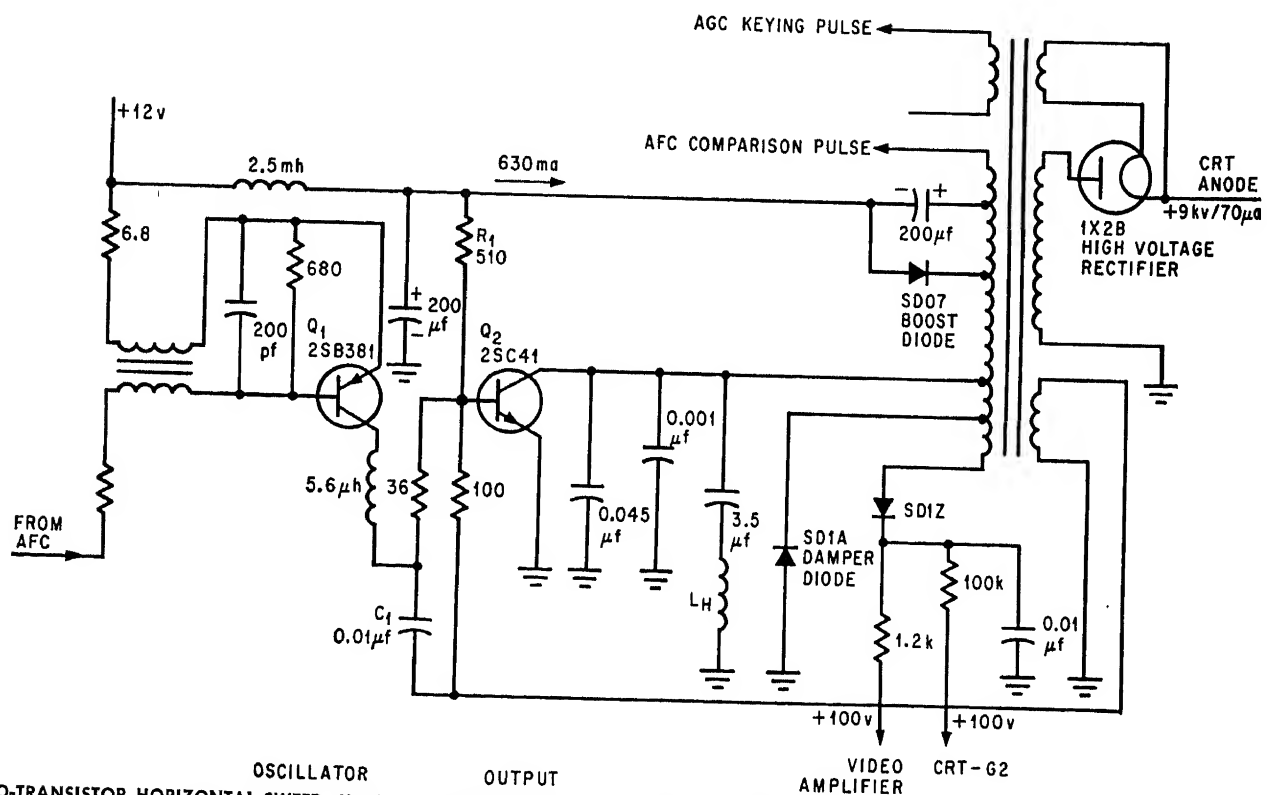 AGC KEYING PULSE
+12v
2.5mh
630ma
AFC COMPARISON PULSE
CRT
ANODE
+9kv/70μa
1X2B
HIGH VOLTAGE
RECTIFIER
6.8
680
R1
510
- +
200μf
200
pf
Q1
2SB381
+
200
μf
-
Q2
2SC41
SD07
BOOST
DIODE
0.001
μf
5.6μh
36
100
0.045
μf
3.5
μf
SD1A
DAMPER
DIODE
SD1Z
100k
FROM
AFC
LH
C1
0.01μf
1.2k
0.01
μf
+100v
+100v
OSCILLATOR
OUTPUT
VIDEO
AMPLIFIER
CRT-G2
O-TRANSISTOR HORIZONTAL